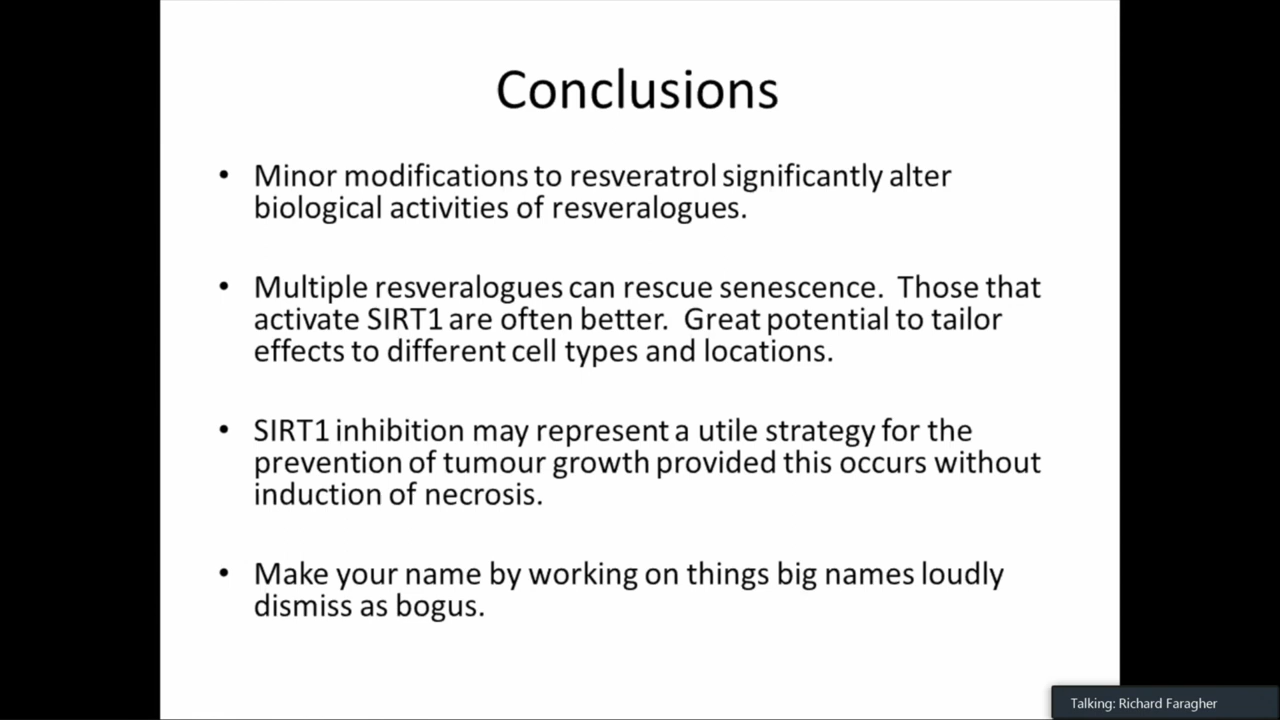 Conclusions
• Minor modifications to resveratrol significantly alter
biological activities of resveralogues.
• Multiple resveralogues can rescue senescence. Those that
activate SIRT1 are often better. Great potential to tailor
effects to different cell types and locations.
• SIRT1 inhibition may represent a utile strategy for the
prevention of tumour growth provided this occurs without
induction of necrosis.
• Make your name by working on things big names loudly
dismiss as bogus.
Talking: Richard Faragher